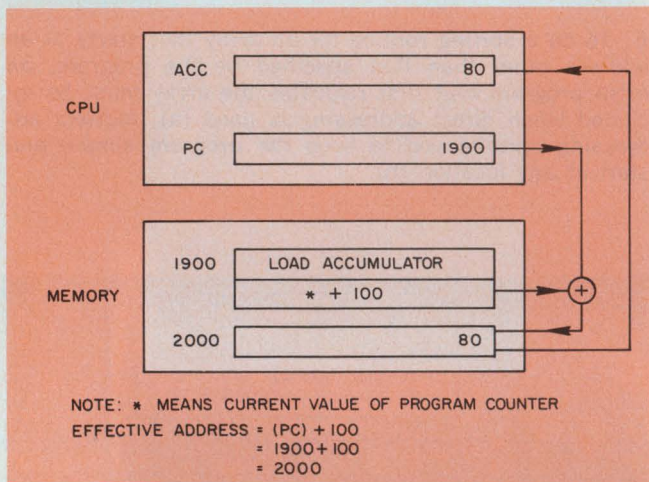 ACC 80
CPU
PC 1900
1900 LOAD ACCUMULATOR
MEMORY * + 100
+
2000 80
NOTE: * MEANS CURRENT VALUE OF PROGRAM COUNTER
EFFECTIVE ADDRESS = (PC) + 100
= 1900 + 100
= 2000